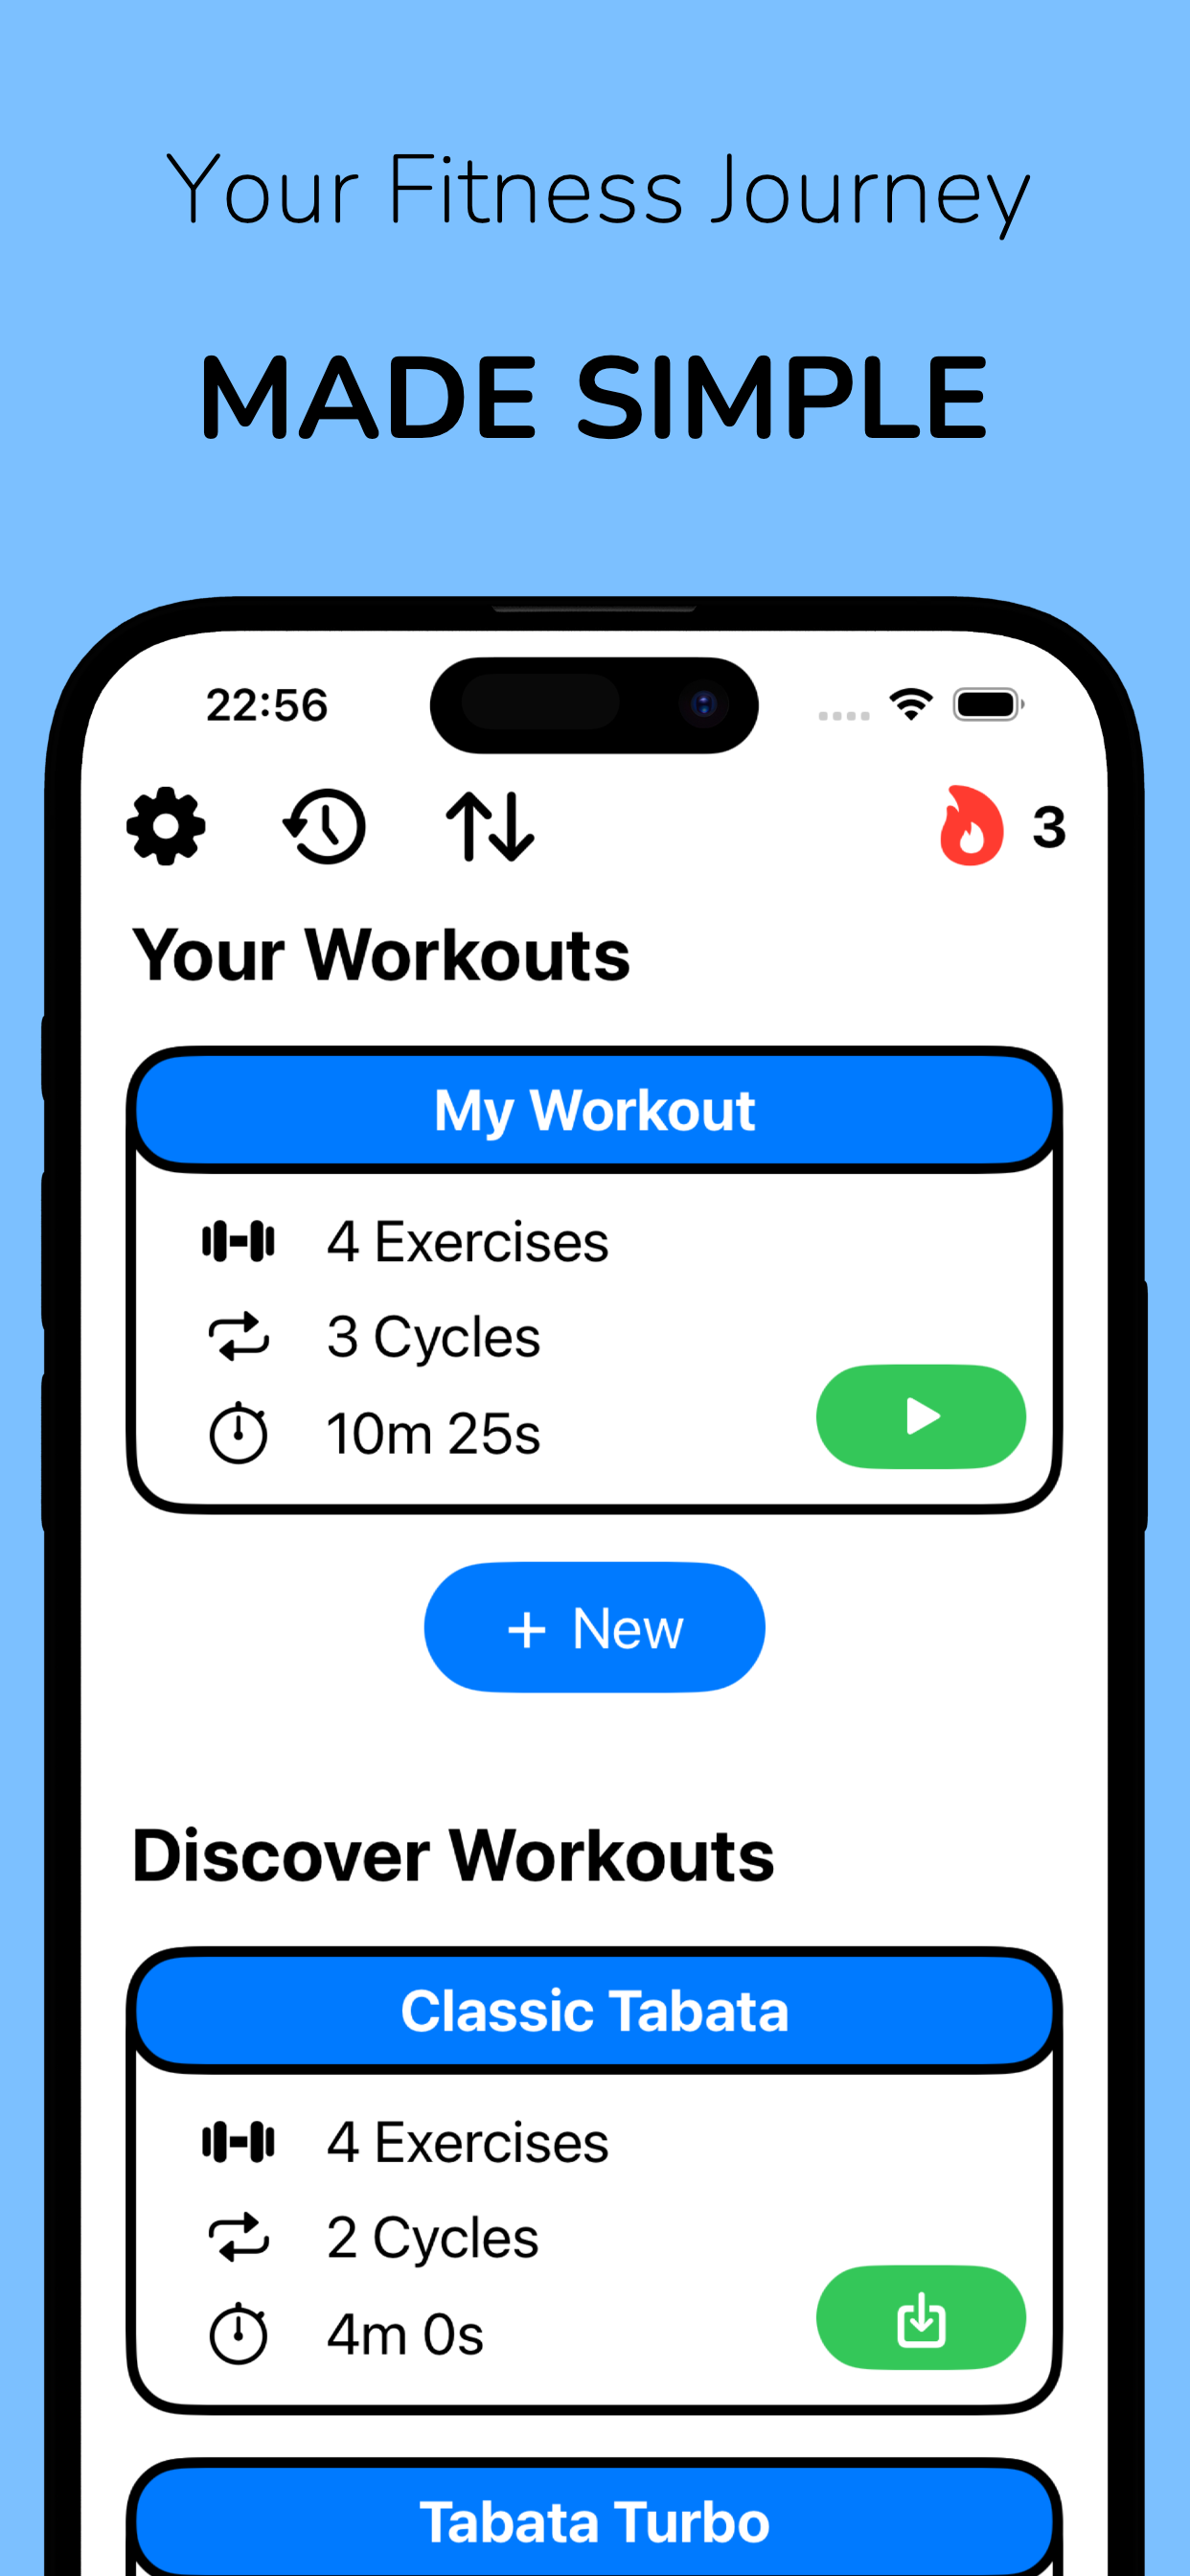 Your Fitness Journey
MADE SIMPLE
22:56
3
Your Workouts
My Workout
4 Exercises
3 Cycles
10m 25s
+ New
Discover Workouts
Classic Tabata
4 Exercises
2 Cycles
4m 0s
Tabata Turbo